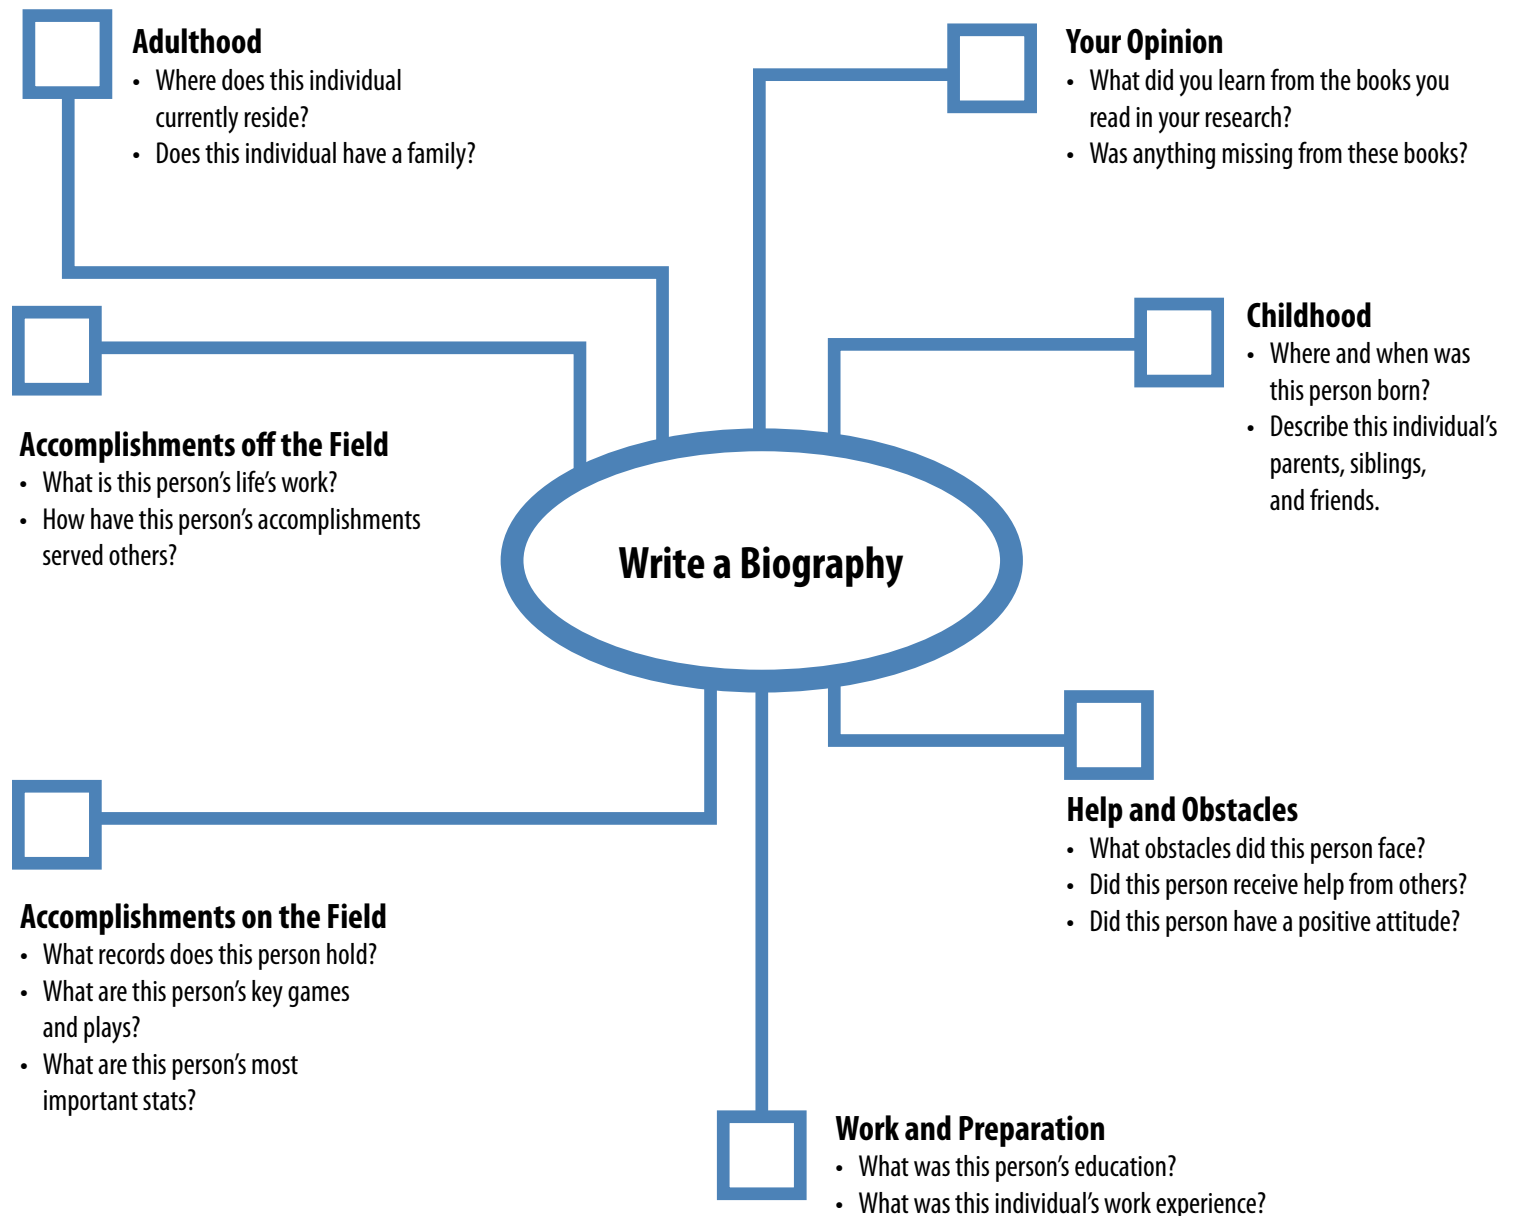 Adulthood
• Where does this individual
currently reside?
• Does this individual have a family?
Your Opinion
• What did you learn from the books you
read in your research?
• Was anything missing from these books?
Childhood
• Where and when was
this person born?
• Describe this individual’s
parents, siblings,
and friends.
Accomplishments off the Field
• What is this person’s life’s work?
• How have this person’s accomplishments
served others?
Write a Biography
Help and Obstacles
• What obstacles did this person face?
• Did this person receive help from others?
• Did this person have a positive attitude?
Accomplishments on the Field
• What records does this person hold?
• What are this person’s key games
and plays?
• What are this person’s most
important stats?
Work and Preparation
• What was this person’s education?
• What was this individual’s work experience?